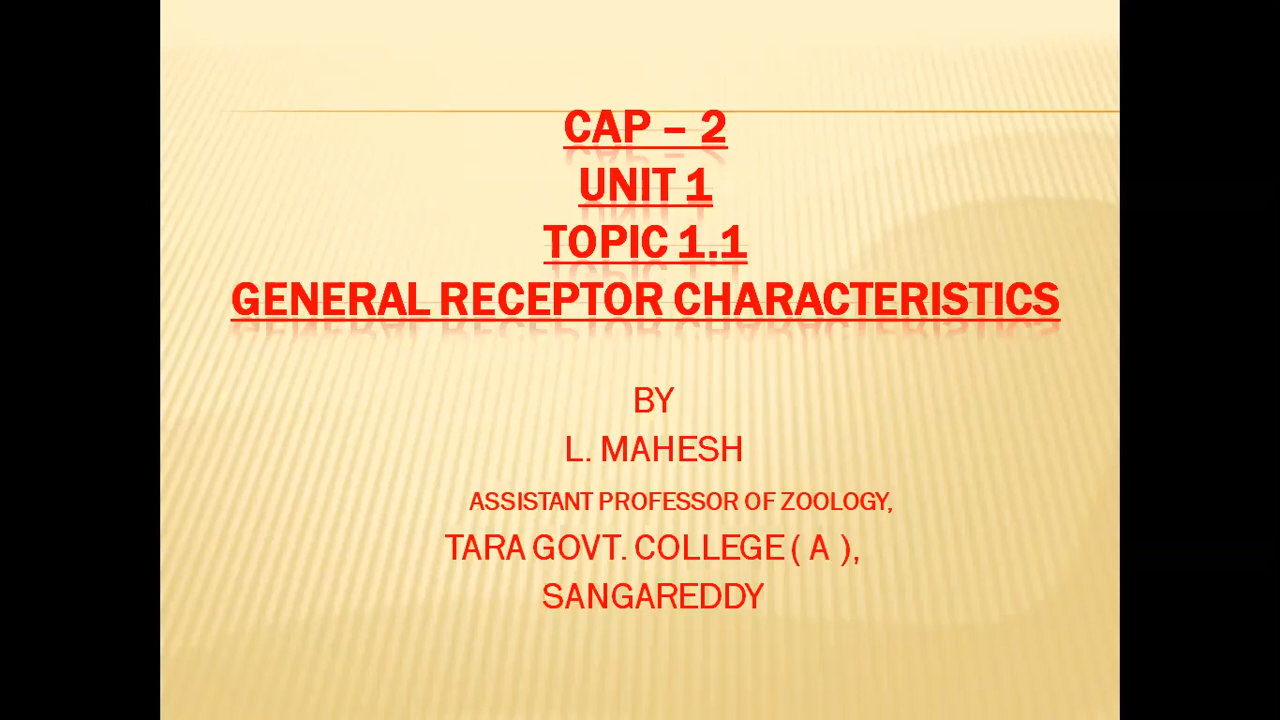 CAP – 2
UNIT 1
TOPIC 1.1
GENERAL RECEPTOR CHARACTERISTICS
BY
L. MAHESH
ASSISTANT PROFESSOR OF ZOOLOGY,
TARA GOVT. COLLEGE ( A ),
SANGAREDDY